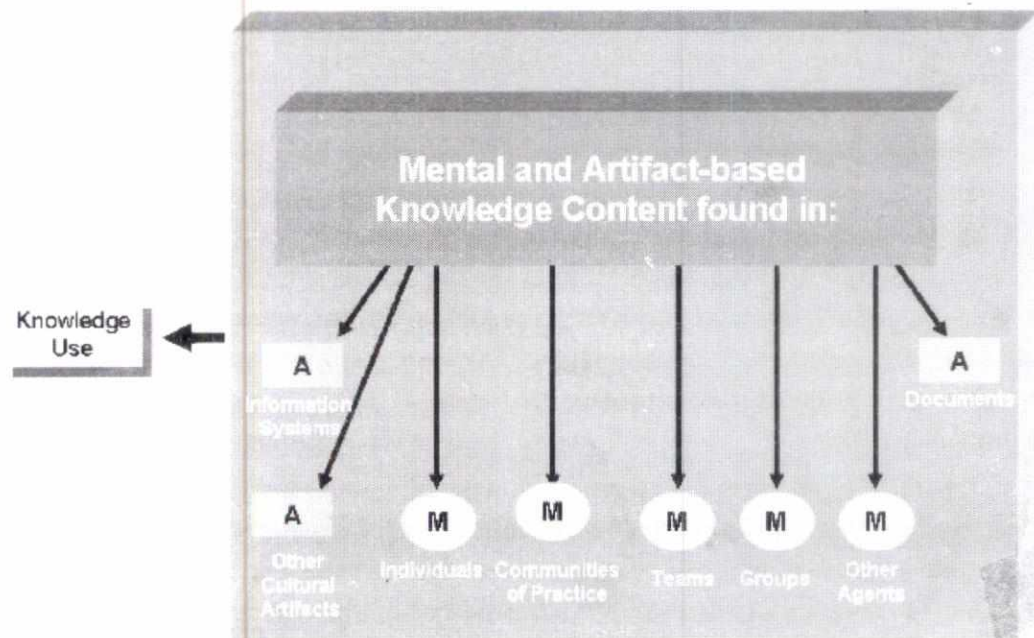 Mental and Artifact-based
Knowledge Content found in:
Knowledge
Use
A
Information
Systems
A
Documents
A
Other
Cultural
Artifacts
M
Individuals
M
Communities
of Practice
M
Teams
M
Groups
M
Other
Agents